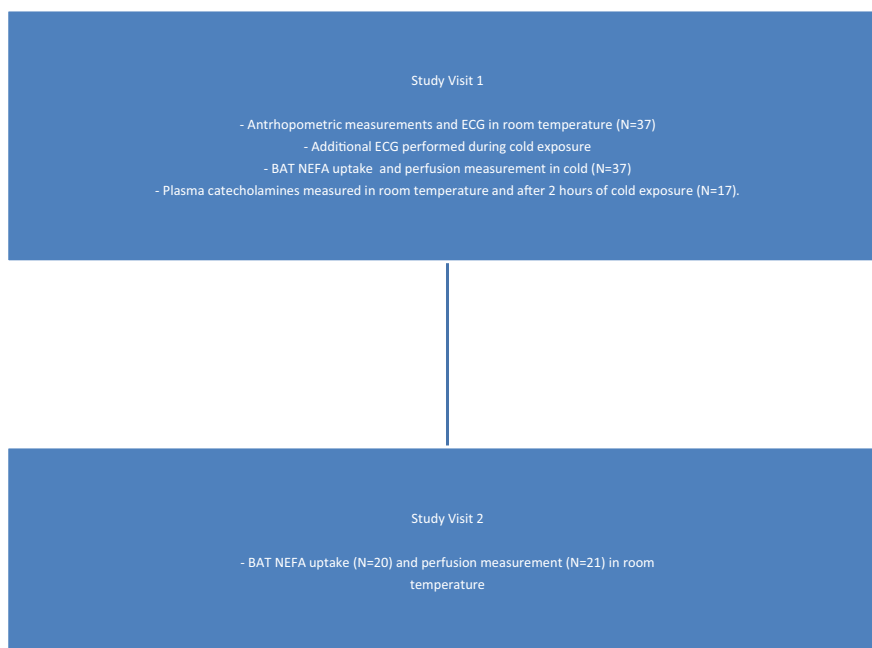 Study Visit 1
- Antrhopometric measurements and ECG in room temperature (N=37)
- Additional ECG performed during cold exposure
- BAT NEFA uptake  and perfusion measurement in cold (N=37)
- Plasma catecholamines measured in room temperature and after 2 hours of cold exposure (N=17).
Study Visit 2
- BAT NEFA uptake (N=20) and perfusion measurement (N=21) in room
temperature